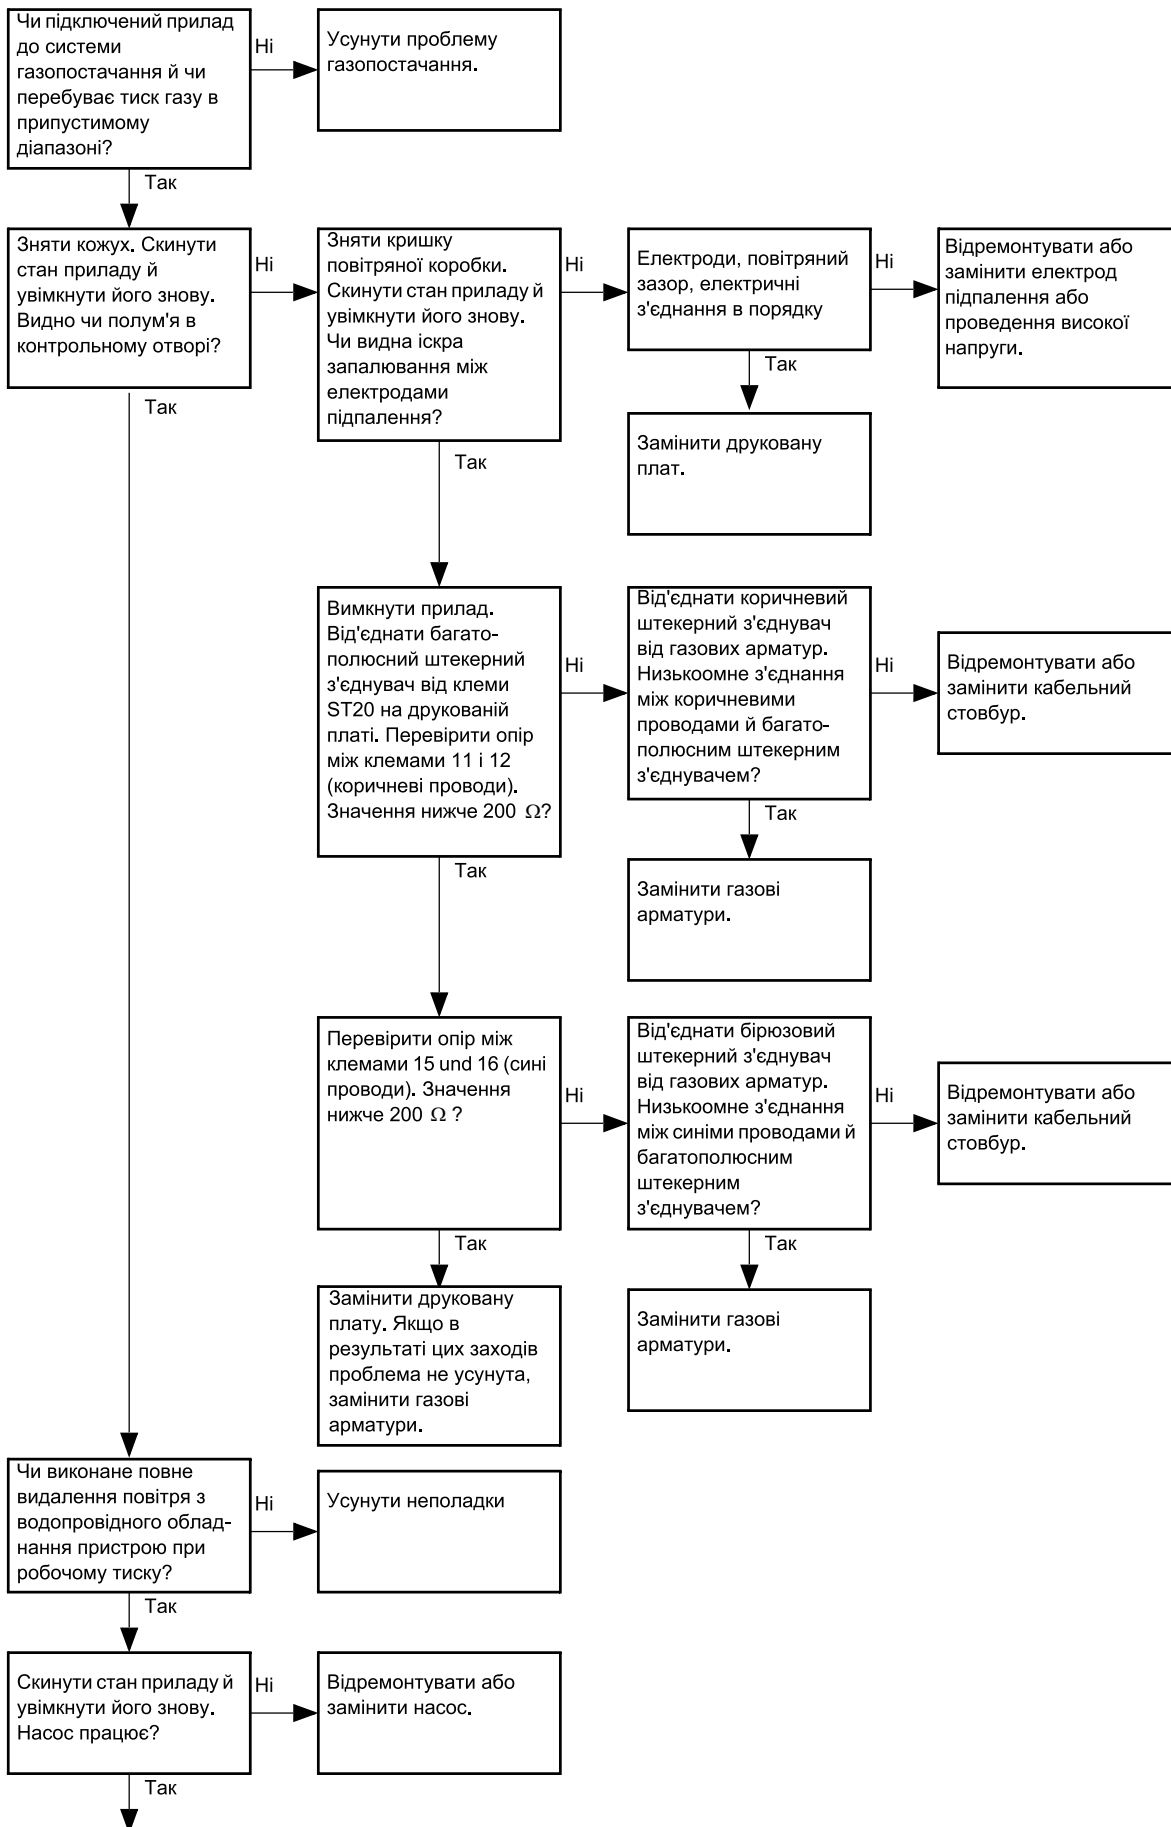 Чи підключений прилад
до системи
газопостачання й чи
перебуває тиск газу в
припустимому
діапазоні?
Ні
Усунути проблему
газопостачання.
Так
Зняти кожух. Скинути
стан приладу й
увімкнути його знову.
Видно чи полум'я в
контрольному отворі?
Ні
Зняти кришку
повітряної коробки.
Скинути стан приладу й
увімкнути його знову.
Чи видна іскра
запалювання між
електродами
підпалення?
Ні
Електроди, повітряний
зазор, електричні
з'єднання в порядку
Ні
Відремонтувати або
замінити електрод
підпалення або
проведення високої
напруги.
Так
Так
Замінити друковану
плат.
Так
Вимкнути прилад.
Від'єднати багато-
полюсний штекерний
з'єднувач від клеми
ST20 на друкованій
платі. Перевірити опір
між клемами 11 і 12
(коричневі проводи).
Значення нижче 200 Ω?
Ні
Від'єднати коричневий
штекерний з'єднувач
від газових арматур.
Низькоомне з'єднання
між коричневими
проводами й багато-
полюсним штекерним
з'єднувачем?
Ні
Відремонтувати або
замінити кабельний
стовбур.
Так
Замінити газові
арматури.
Так
Перевірити опір між
клемами 15 und 16 (сині
проводи). Значення
нижче 200 Ω ?
Ні
Від'єднати бірюзовий
штекерний з'єднувач
від газових арматур.
Низькоомне з'єднання
між синіми проводами й
багатополюсним
штекерним
з'єднувачем?
Ні
Відремонтувати або
замінити кабельний
стовбур.
Так
Замінити друковану
плату. Якщо в
результаті цих заходів
проблема не усунута,
замінити газові
арматури.
Так
Замінити газові
арматури.
Чи виконане повне
видалення повітря з
водопровідного облад-
нання пристрою при
робочому тиску?
Ні
Усунути неполадки
Так
Скинути стан приладу й
увімкнути його знову.
Насос працює?
Ні
Відремонтувати або
замінити насос.
Так